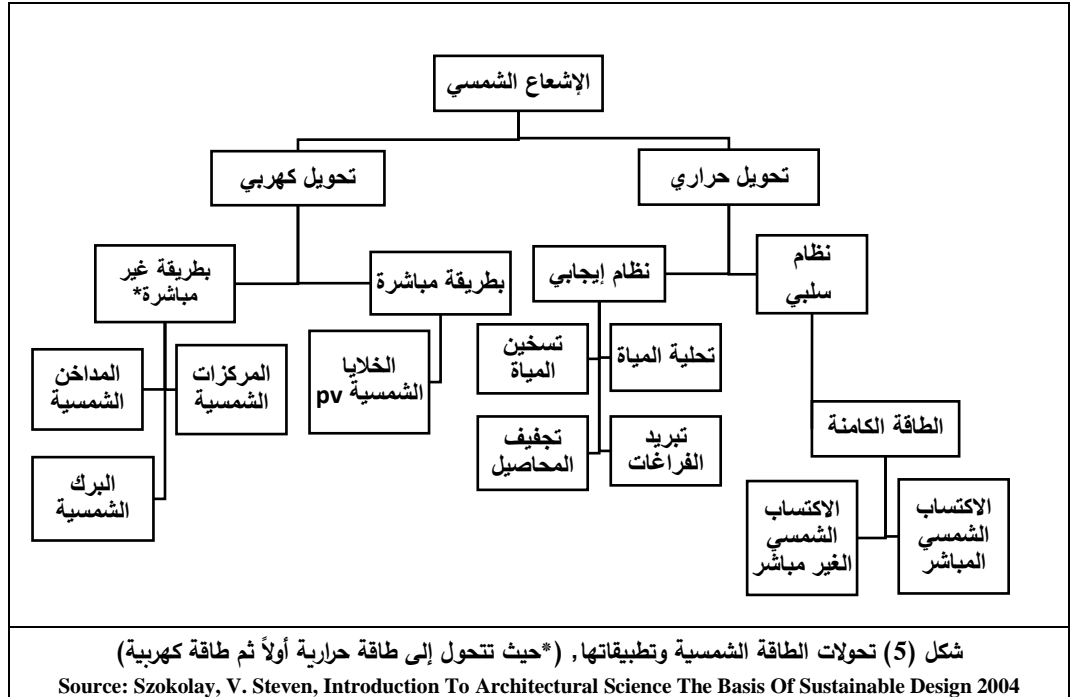 الإشعاع الشمسي
تحويل حراري
تحويل كهربي
نظام
سلبي
نظام إيجابي
بطريقة مباشرة
بطريقة غير
مباشرة*
تحلية المياة
تسخين
المياة
الخلايا
الشمسية pv
المركزات
الشمسية
المداخن
الشمسية
الطاقة الكامنة
تبريد
الفراغات
تجفيف
المحاصيل
البرك
الشمسية
الاكتساب
الشمسي
المباشر
الاكتساب
الشمسي
الغير مباشر
شكل (5) تحولات الطاقة الشمسية وتطبيقاتها, (*حيث تتحول إلى طاقة حرارية أولاً ثم طاقة كهربية)
Source: Szokolay, V. Steven, Introduction To Architectural Science The Basis Of Sustainable Design 2004